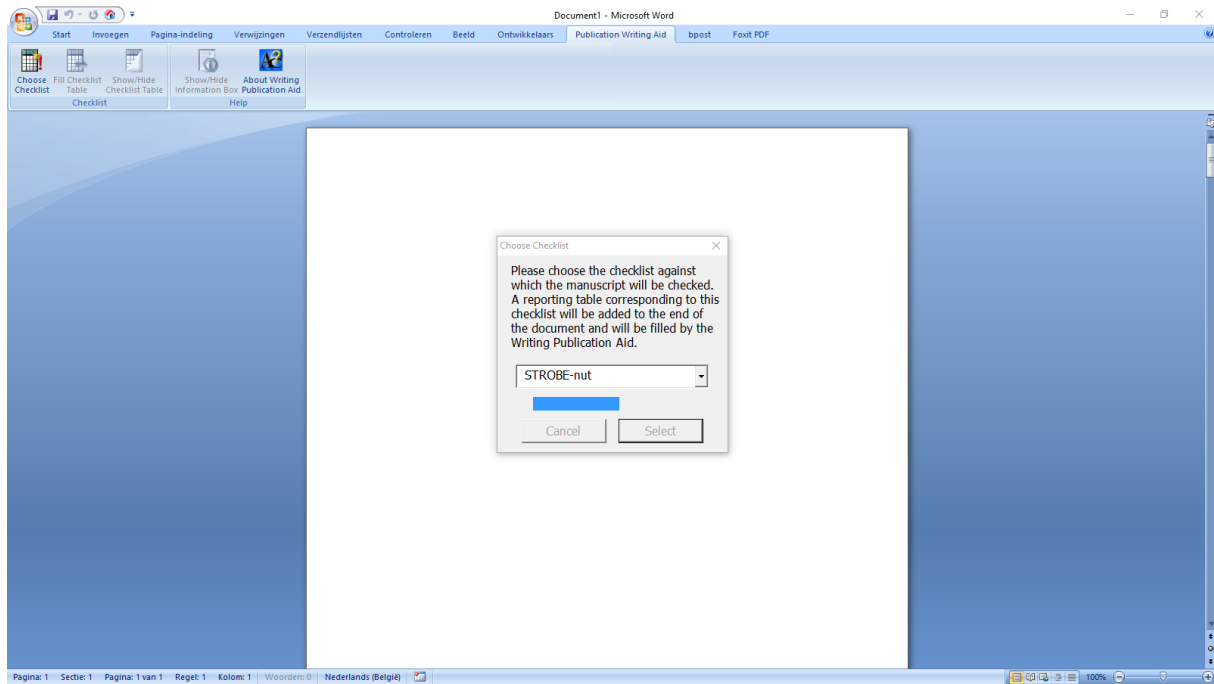 Document1 - Microsoft Word
Start Invoegen Pagina-indeling Verwijzingen Verzendlijsten Controleren Beeld Ontwikkelaars Publication Writing Aid bpost Foxit PDF
Choose Checklist
Fill Checklist Table
Show/Hide Checklist Table
Show/Hide Information Box
About Writing Publication Aid
Checklist
Help
Choose Checklist
Please choose the checklist against
which the manuscript will be checked.
A reporting table corresponding to this
checklist will be added to the end of
the document and will be filled by the
Writing Publication Aid.
STROBE-nut
Cancel Select
Pagina: 1 Sectie: 1 Pagina: 1 van 1 Regel: 1 Kolom: 1 Woorden: 0 Nederlands (België) 100%